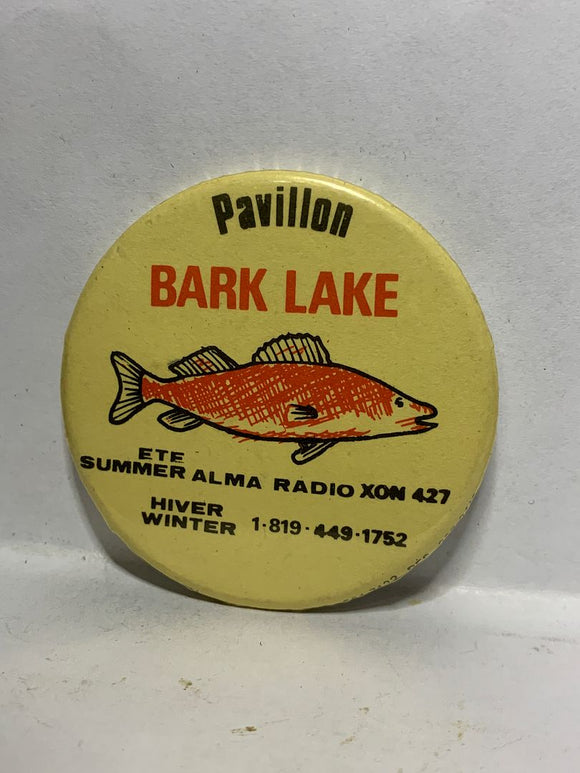 Pavillon
BARK LAKE
ETE
SUMMER ALMA RADIO XON 427
HIVER
WINTER 1-819-449-1752